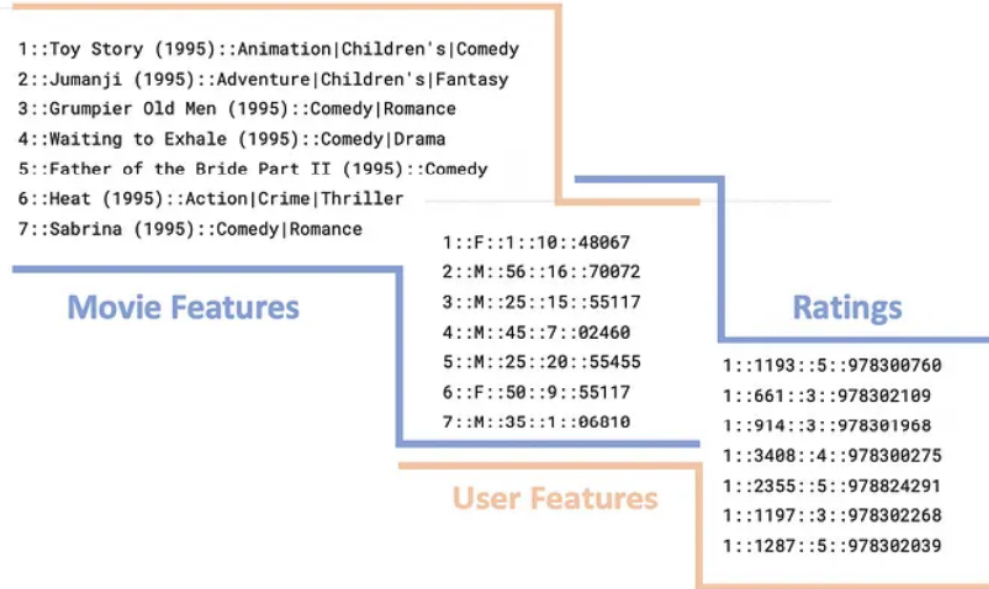 1::Toy Story (1995)::Animation|Children's|Comedy
2::Jumanji (1995)::Adventure|Children's|Fantasy
3::Grumpier Old Men (1995)::Comedy|Romance
4::Waiting to Exhale (1995)::Comedy|Drama
5::Father of the Bride Part II (1995)::Comedy
6::Heat (1995)::Action|Crime|Thriller
7::Sabrina (1995)::Comedy|Romance
Movie Features
1::F::1::10::48067
2::M::56::16::70072
3::M::25::15::55117
4::M::45::7::02460
5::M::25::20::55455
6::F::50::9::55117
7::M::35::1::06810
User Features
Ratings
1::1193::5::978300760
1::661::3::978302109
1::914::3::978301968
1::3408::4::978300275
1::2355::5::978824291
1::1197::3::978302268
1::1287::5::978302039